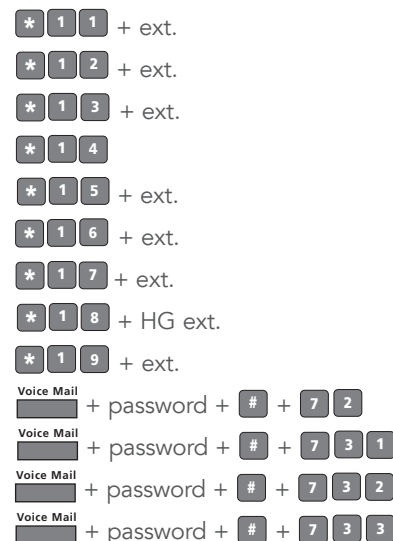 * 1 1 + ext.
* 1 2 + ext.
* 1 3 + ext.
* 1 4
* 1 5 + ext.
* 1 6 + ext.
* 1 7 + ext.
* 1 8 + HG ext.
* 1 9 + ext.
Voice Mail
+ password + # + 7 2
Voice Mail
+ password + # + 7 3 1
Voice Mail
+ password + # + 7 3 2
Voice Mail
+ password + # + 7 3 3